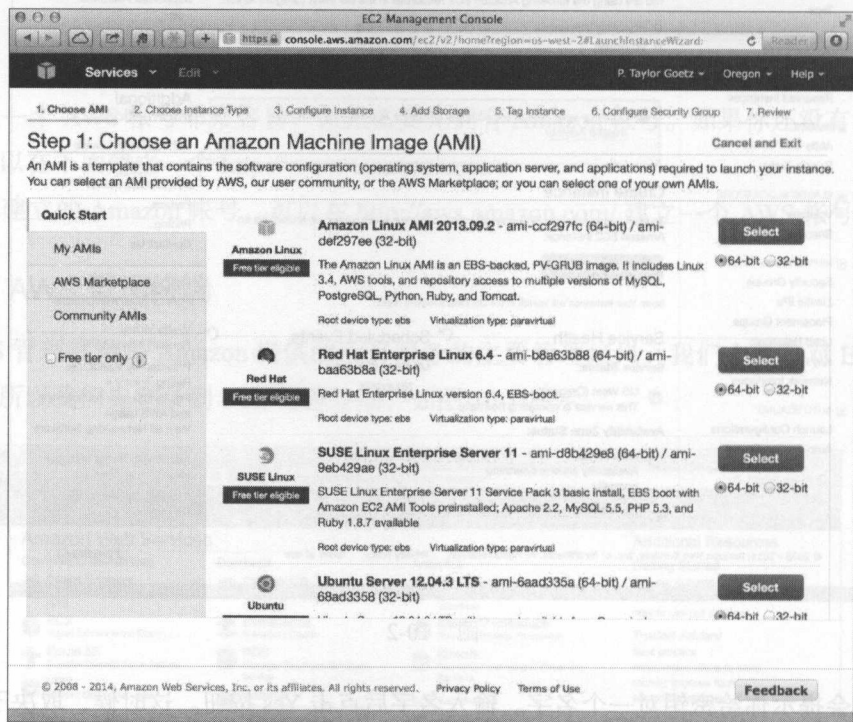 EC2 Management Console
https console.aws.amazon.com/ec2/v2/home?region=us-west-2#LaunchInstanceWizard:
Reader
Services
Edit
P. Taylor Goetz
Oregon
Help
1. Choose AMI
2. Choose Instance Type
3. Configure Instance
4. Add Storage
5. Tag Instance
6. Configure Security Group
7. Review
Step 1: Choose an Amazon Machine Image (AMI)
Cancel and Exit
An AMI is a template that contains the software configuration (operating system, application server, and applications) required to launch your instance.
You can select an AMI provided by AWS, our user community, or the AWS Marketplace; or you can select one of your own AMIs.
Quick Start
My AMIs
AWS Marketplace
Community AMIs
Free tier only
Amazon Linux
Free tier eligible
Amazon Linux AMI 2013.09.2 - ami-ccf297fc (64-bit) / ami-
def297ee (32-bit)
The Amazon Linux AMI is an EBS-backed, PV-GRUB image. It includes Linux
3.4, AWS tools, and repository access to multiple versions of MySQL,
PostgreSQL, Python, Ruby, and Tomcat.
Root device type: ebs Virtualization type: paravirtual
Select
64-bit 32-bit
Red Hat
Free tier eligible
Red Hat Enterprise Linux 6.4 - ami-b8a63b88 (64-bit) / ami-
baa63b8a (32-bit)
Red Hat Enterprise Linux version 6.4, EBS-boot.
Root device type: ebs Virtualization type: paravirtual
Select
64-bit 32-bit
SUSE Linux
Free tier eligible
SUSE Linux Enterprise Server 11 - ami-d8b429e8 (64-bit) / ami-
9eb429ae (32-bit)
SUSE Linux Enterprise Server 11 Service Pack 3 basic install, EBS boot with
Amazon EC2 AMI Tools preinstalled; Apache 2.2, MySQL 5.5, PHP 5.3, and
Ruby 1.8.7 available
Root device type: ebs Virtualization type: paravirtual
Select
64-bit 32-bit
Ubuntu
Ubuntu Server 12.04.3 LTS - ami-6aad335a (64-bit) / ami-
68ad3358 (32-bit)
Select
64-bit 32-bit
© 2008 - 2014, Amazon Web Services, Inc. or its affiliates. All rights reserved. Privacy Policy Terms of Use
Feedback